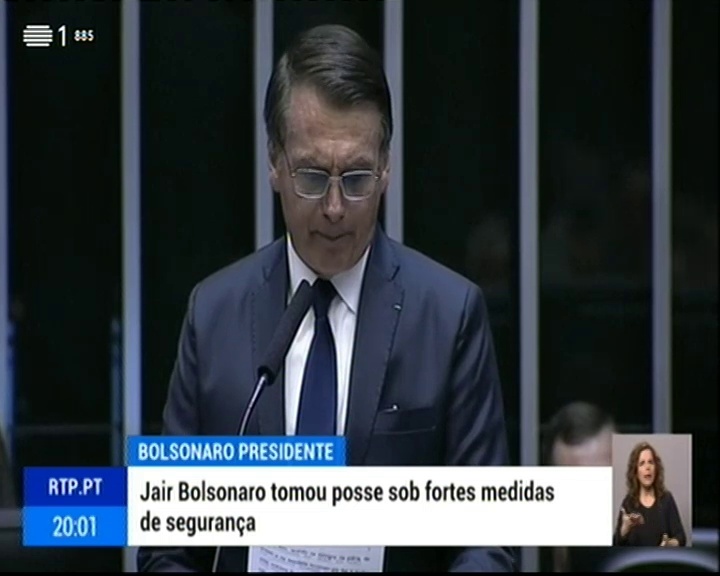 1 885
BOLSONARO PRESIDENTE
RTP.PT
Jair Bolsonaro tomou posse sob fortes medidas
de segurança
20:01